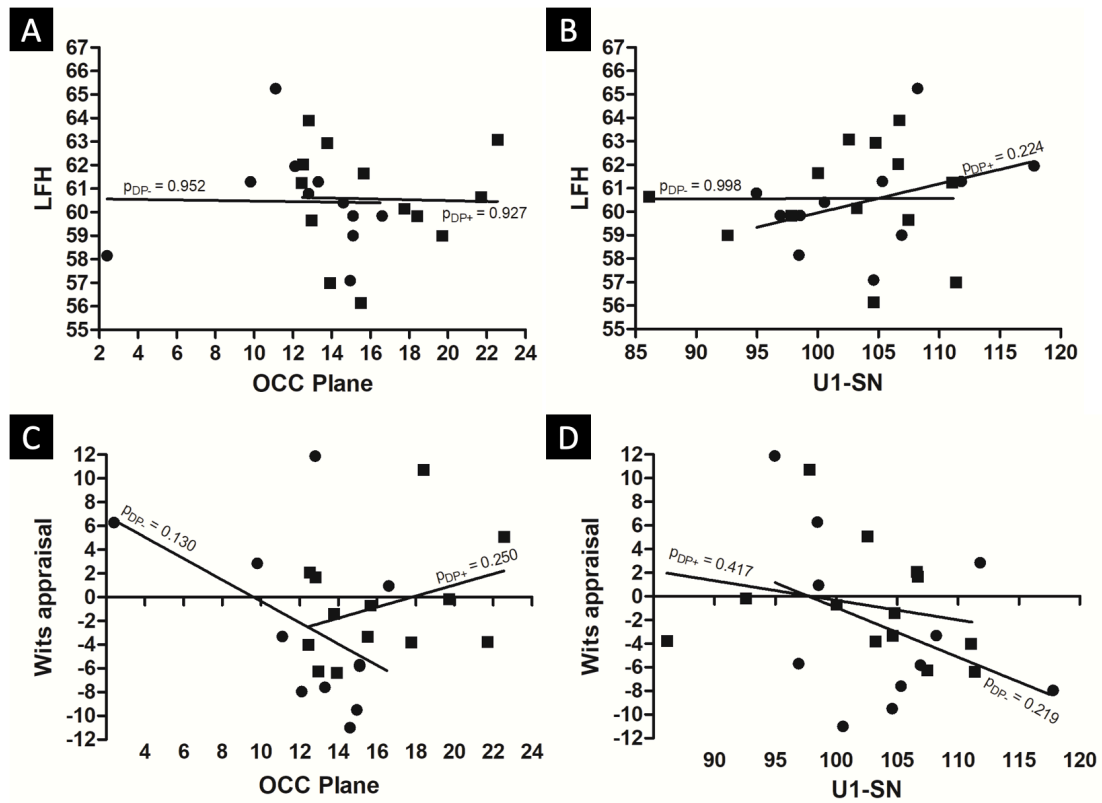 A
67
66
65
64
63
62
61
60
59
58
57
56
55
LFH
pDP- = 0.952
pDP+ = 0.927
2 4 6 8 10 12 14 16 18 20 22 24
OCC Plane
B
67
66
65
64
63
62
61
60
59
58
57
56
55
LFH
pDP- = 0.998
pDP+ = 0.224
85 90 95 100 105 110 115 120
U1-SN
C
12
10
8
6
4
2
0
-2
-4
-6
-8
-10
-12
Wits appraisal
pDP- = 0.130
pDP+ = 0.250
4 6 8 10 12 14 16 18 20 22 24
OCC Plane
D
12
10
8
6
4
2
0
-2
-4
-6
-8
-10
-12
Wits appraisal
pDP+ = 0.417
pDP- = 0.219
90 95 100 105 110 115 120
U1-SN